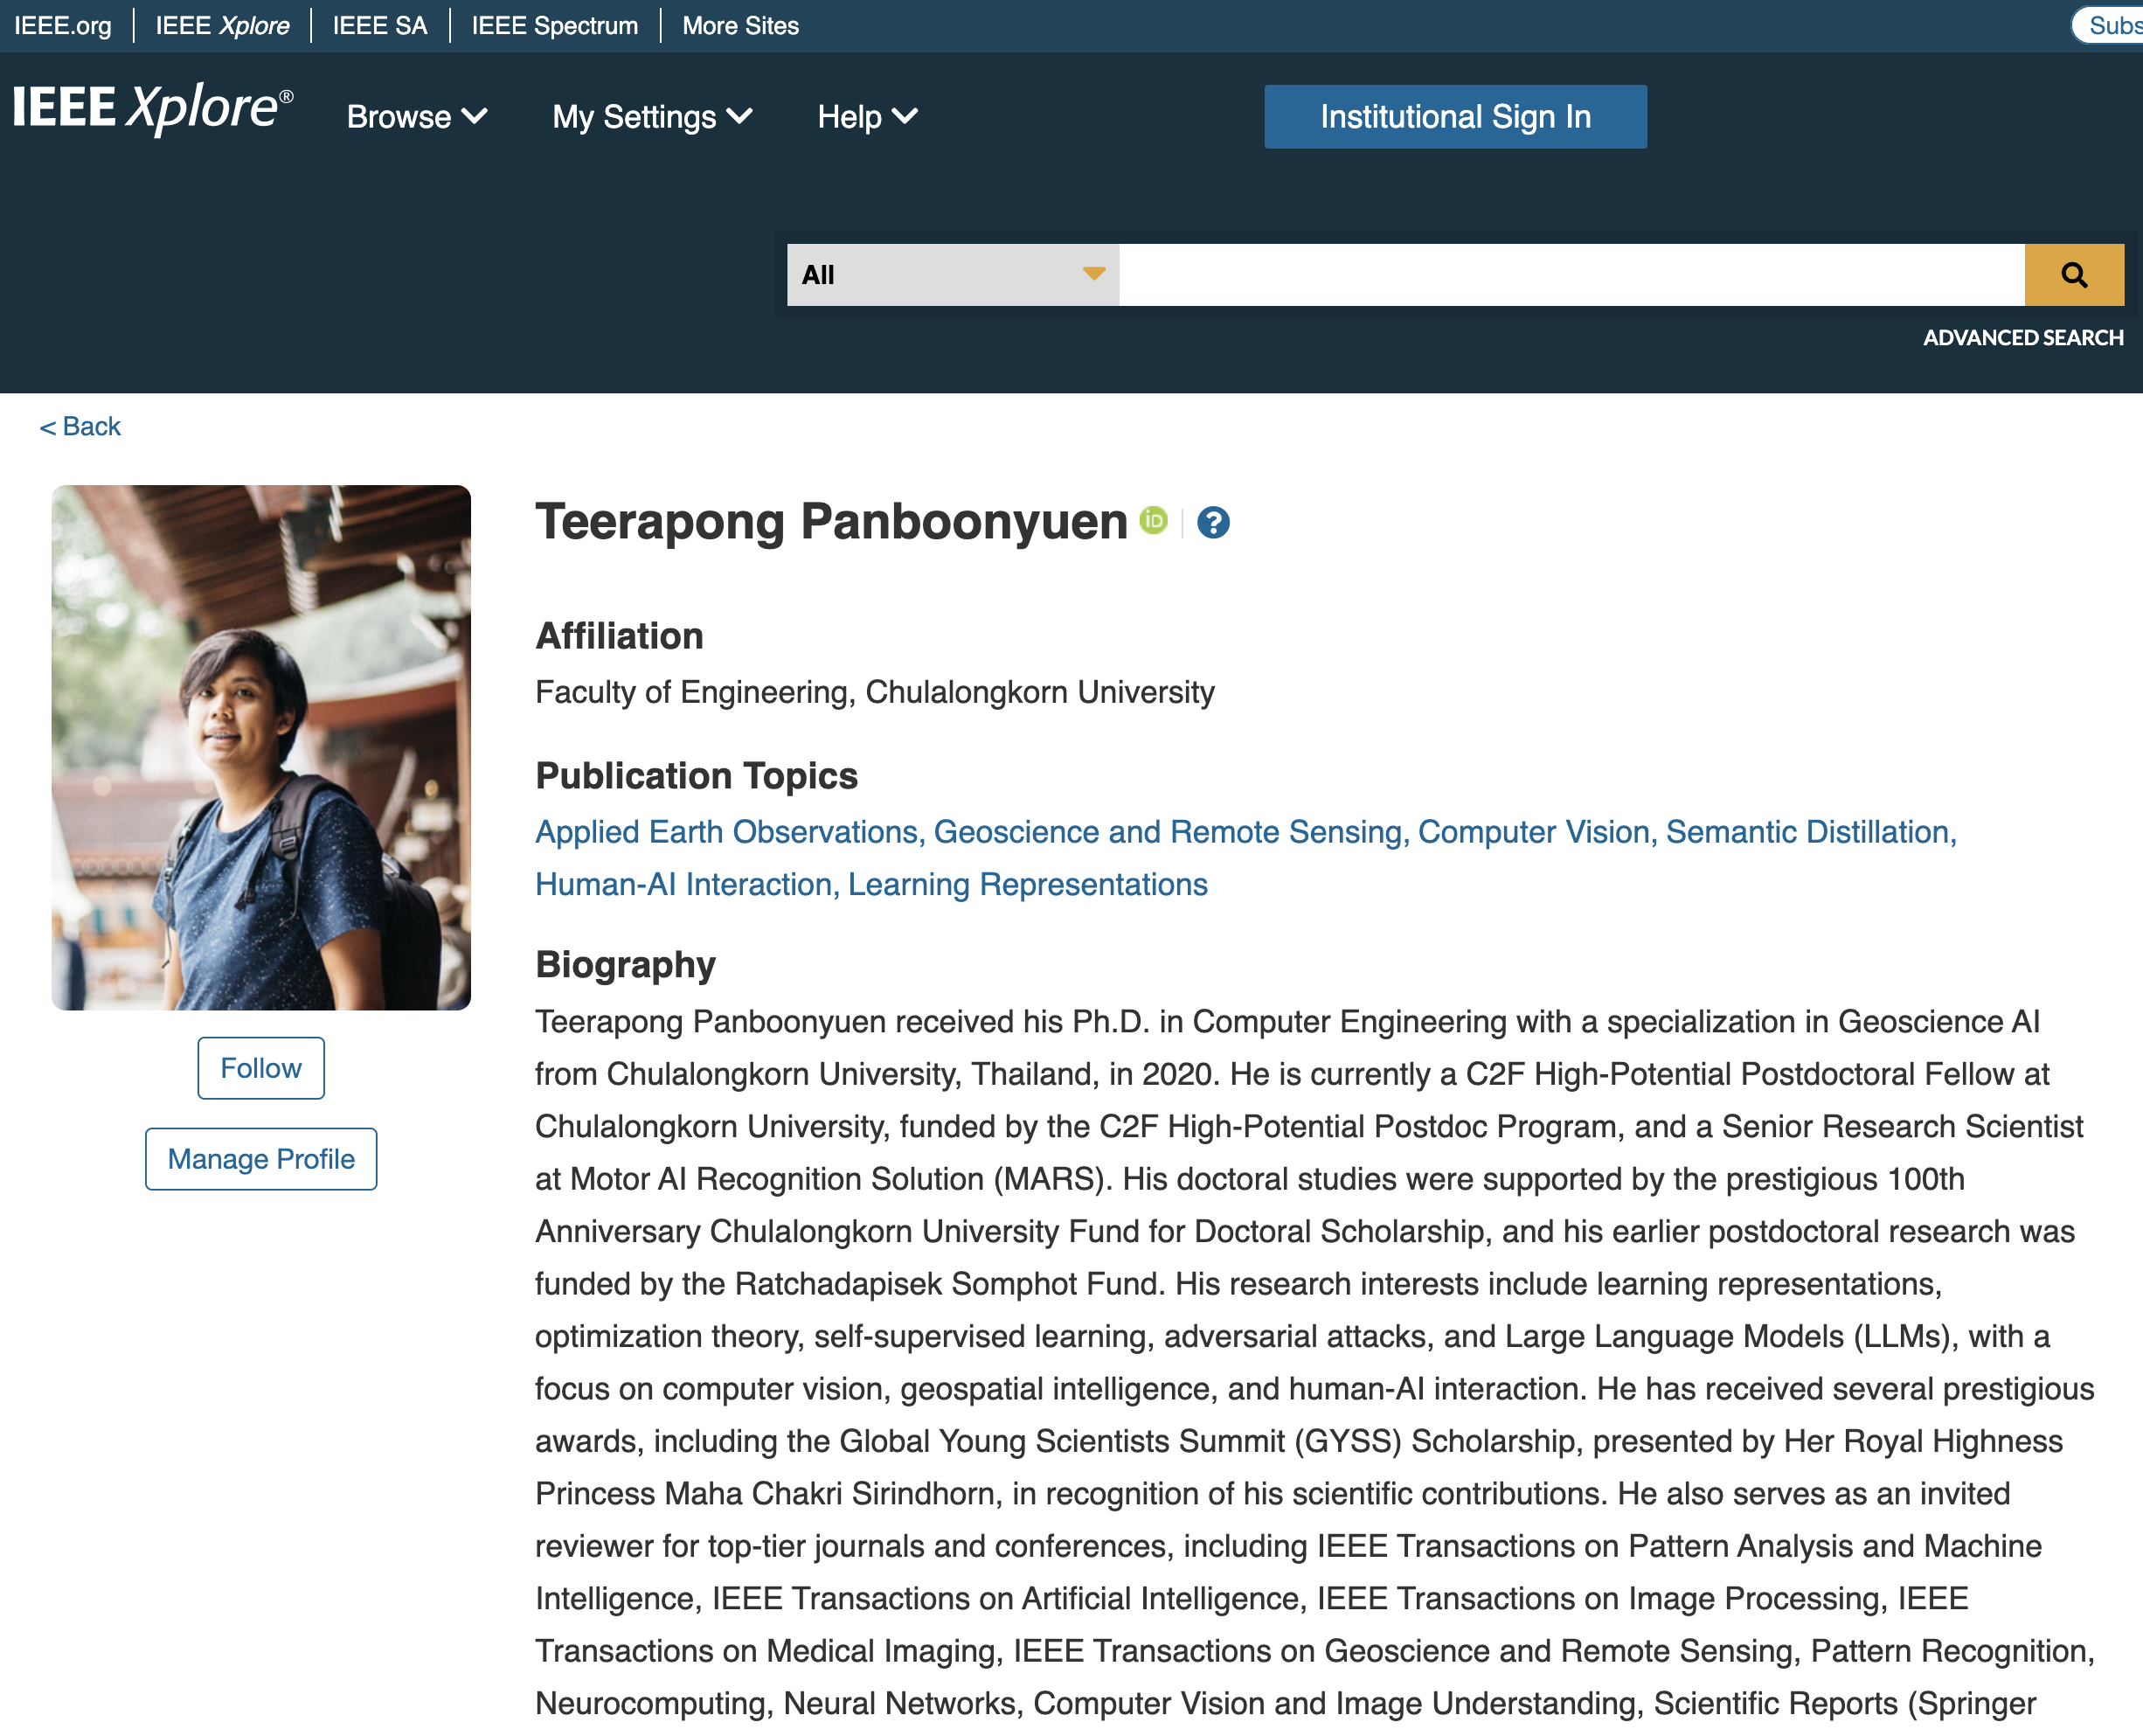 IEEE.org IEEE Xplore IEEE SA IEEE Spectrum More Sites Subs
IEEE Xplore® Browse My Settings Help Institutional Sign In
All
ADVANCED SEARCH
< Back
Teerapong Panboonyuen iD ?
Affiliation
Faculty of Engineering, Chulalongkorn University
Publication Topics
Applied Earth Observations, Geoscience and Remote Sensing, Computer Vision, Semantic Distillation,
Human-AI Interaction, Learning Representations
Biography
Teerapong Panboonyuen received his Ph.D. in Computer Engineering with a specialization in Geoscience AI
from Chulalongkorn University, Thailand, in 2020. He is currently a C2F High-Potential Postdoctoral Fellow at
Chulalongkorn University, funded by the C2F High-Potential Postdoc Program, and a Senior Research Scientist
at Motor AI Recognition Solution (MARS). His doctoral studies were supported by the prestigious 100th
Anniversary Chulalongkorn University Fund for Doctoral Scholarship, and his earlier postdoctoral research was
funded by the Ratchadapisek Somphot Fund. His research interests include learning representations,
optimization theory, self-supervised learning, adversarial attacks, and Large Language Models (LLMs), with a
focus on computer vision, geospatial intelligence, and human-AI interaction. He has received several prestigious
awards, including the Global Young Scientists Summit (GYSS) Scholarship, presented by Her Royal Highness
Princess Maha Chakri Sirindhorn, in recognition of his scientific contributions. He also serves as an invited
reviewer for top-tier journals and conferences, including IEEE Transactions on Pattern Analysis and Machine
Intelligence, IEEE Transactions on Artificial Intelligence, IEEE Transactions on Image Processing, IEEE
Transactions on Medical Imaging, IEEE Transactions on Geoscience and Remote Sensing, Pattern Recognition,
Neurocomputing, Neural Networks, Computer Vision and Image Understanding, Scientific Reports (Springer
Follow
Manage Profile